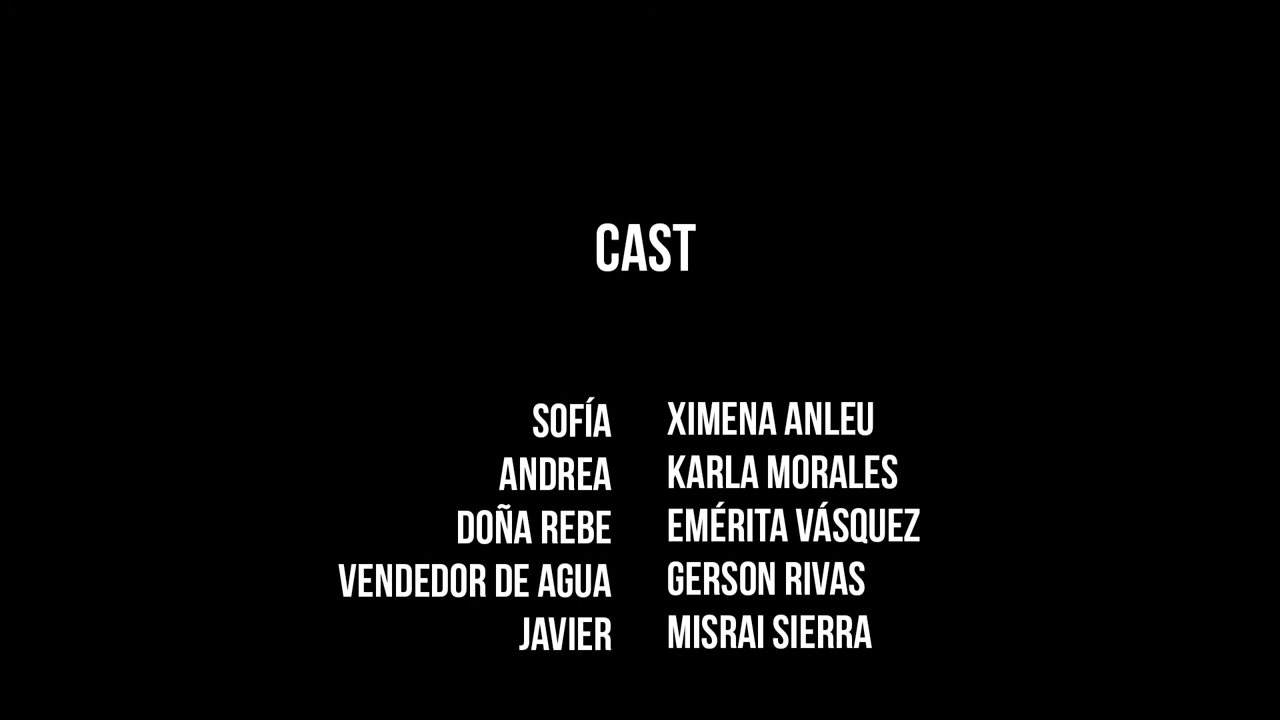 CAST
SOFÍA XIMENA ANLEU
ANDREA KARLA MORALES
DOÑA REBE EMÉRITA VÁSQUEZ
VENDEDOR DE AGUA GERSON RIVAS
JAVIER MISRAI SIERRA